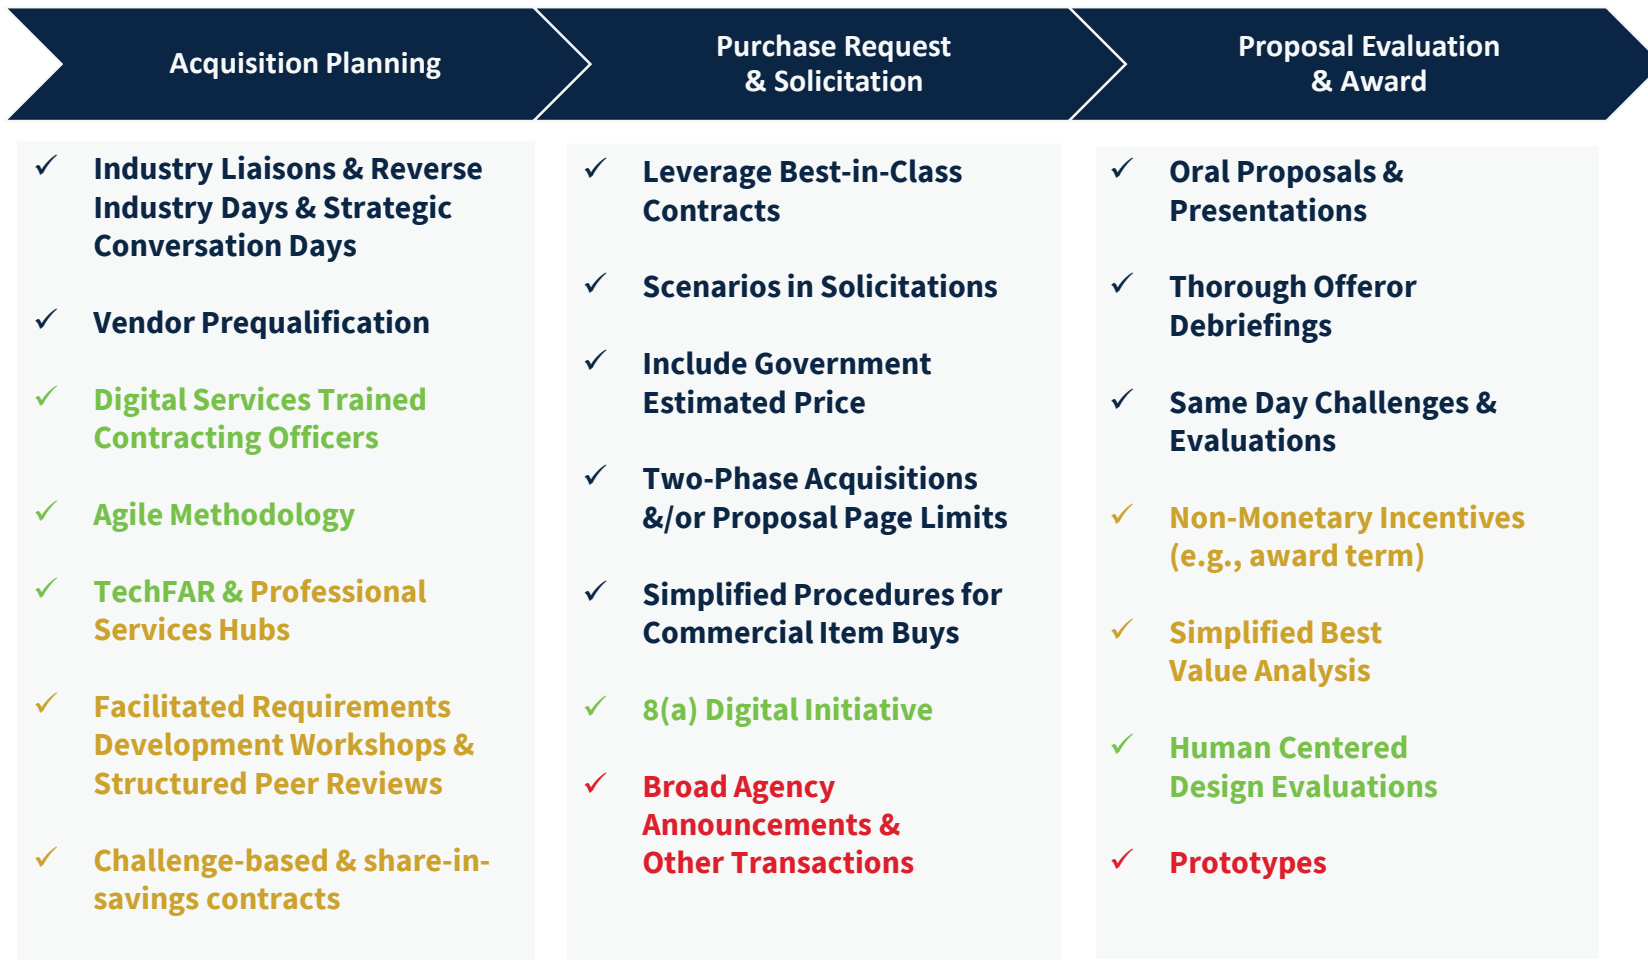 Acquisition Planning
Purchase Request
& Solicitation
Proposal Evaluation
& Award
Industry Liaisons & Reverse
Industry Days & Strategic
Conversation Days
Vendor Prequalification
Digital Services Trained
Contracting Officers
Agile Methodology
TechFAR & Professional
Services Hubs
Facilitated Requirements
Development Workshops &
Structured Peer Reviews
Challenge-based & share-in-
savings contracts
Leverage Best-in-Class
Contracts
Scenarios in Solicitations
Include Government
Estimated Price
Two-Phase Acquisitions
&/or Proposal Page Limits
Simplified Procedures for
Commercial Item Buys
8(a) Digital Initiative
Broad Agency
Announcements &
Other Transactions
Oral Proposals &
Presentations
Thorough Offeror
Debriefings
Same Day Challenges &
Evaluations
Non-Monetary Incentives
(e.g., award term)
Simplified Best
Value Analysis
Human Centered
Design Evaluations
Prototypes